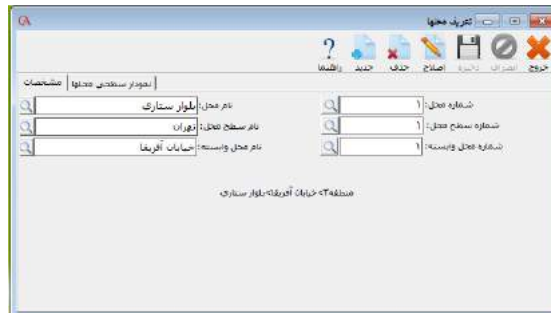 تعریف محلها
خروج انصراف ذخیره اصلاح حذف جدید راهنما
مشخصات نمودار سطحی محلها
شماره محل: ۱ نام محل: بلوار ستاری
شماره سطح محل: ۱ نام سطح محل: تهران
شماره محل وابسته: ۱ نام محل وابسته: خیابان آفریقا
منطقه۳> خیابان آفریقا>بلوار ستاری